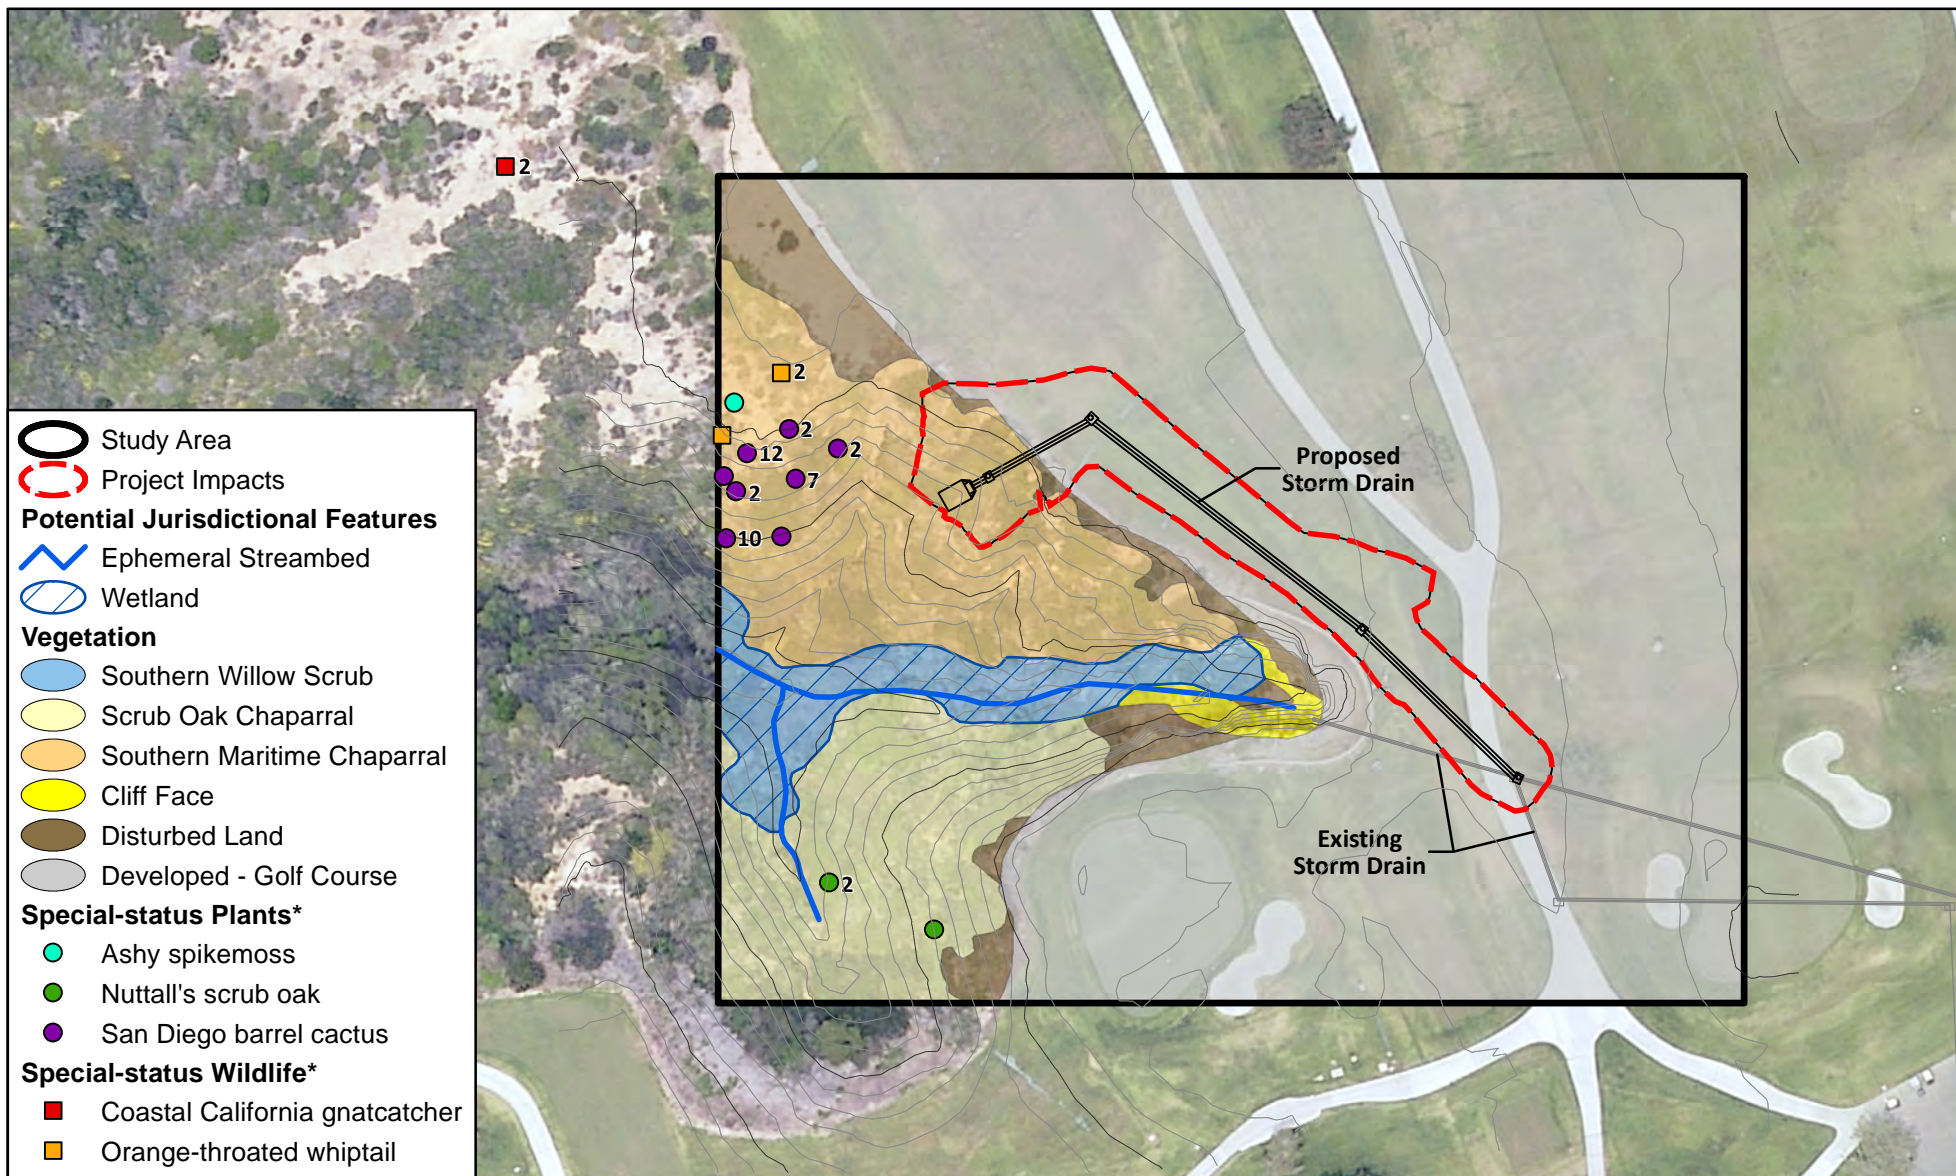 2
2
2
2
12
7
2
10
Proposed
Storm Drain
Existing
Storm Drain
2
Study Area
Project Impacts
Potential Jurisdictional Features
Ephemeral Streambed
Wetland
Vegetation
Southern Willow Scrub
Scrub Oak Chaparral
Southern Maritime Chaparral
Cliff Face
Disturbed Land
Developed - Golf Course
Special-status Plants*
Ashy spikemoss
Nuttall's scrub oak
San Diego barrel cactus
Special-status Wildlife*
Coastal California gnatcatcher
Orange-throated whiptail